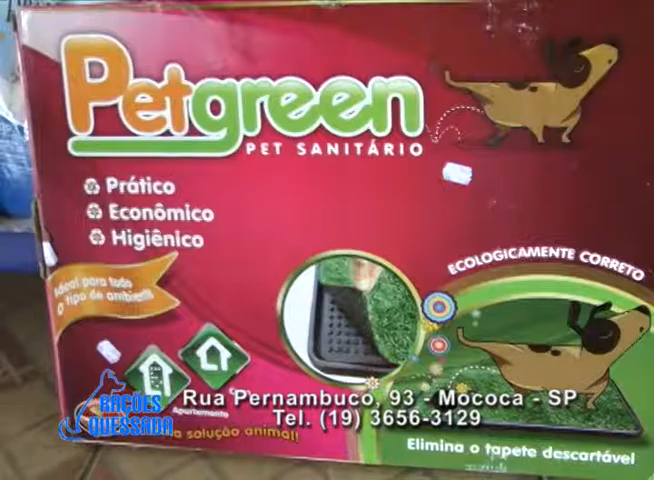 Petgreen
PET SANITÁRIO
Prático
Econômico
Higiênico
Ideal para todo
o tipo de ambiente
ECOLOGICAMENTE CORRETO
Apartamento
Rua Pernambuco, 93 - Mococa - SP
Tel. (19) 3656-3129
RAÇÕES
QUESSADA
solução animal!
Elimina o tapete descartável